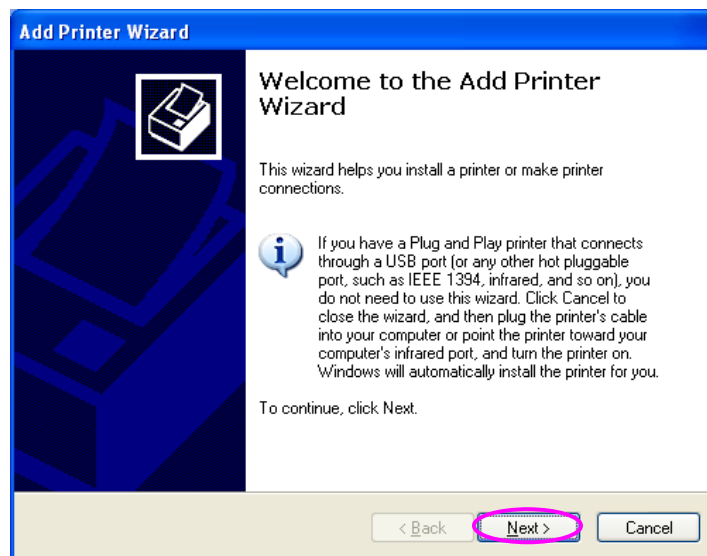 Add Printer Wizard
Welcome to the Add Printer
Wizard
This wizard helps you install a printer or make printer
connections.
If you have a Plug and Play printer that connects
through a USB port (or any other hot pluggable
port, such as IEEE 1394, infrared, and so on), you
do not need to use this wizard. Click Cancel to
close the wizard, and then plug the printer's cable
into your computer or point the printer toward your
computer's infrared port, and turn the printer on.
Windows will automatically install the printer for you.
To continue, click Next.
< Back Next > Cancel